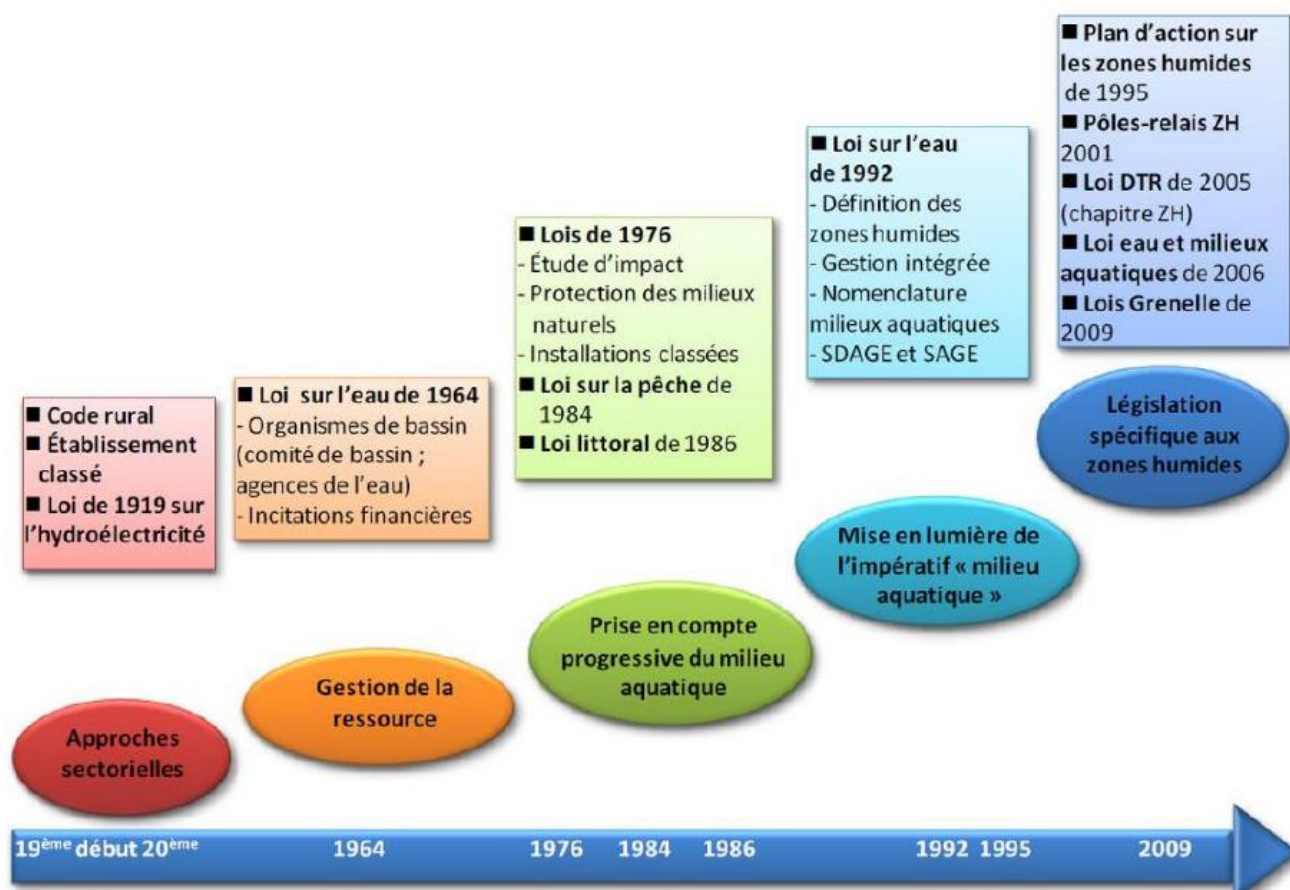 ■ Code rural
■ Établissement
classé
■ Loi de 1919 sur
l'hydroélectricité
■ Loi sur l'eau de 1964
- Organismes de bassin
(comité de bassin ;
agences de l'eau)
- Incitations financières
■ Lois de 1976
- Étude d'impact
- Protection des milieux
naturels
- Installations classées
■ Loi sur la pêche de
1984
■ Loi littoral de 1986
■ Loi sur l'eau
de 1992
- Définition des
zones humides
- Gestion intégrée
- Nomenclature
milieux aquatiques
- SDAGE et SAGE
■ Plan d'action sur
les zones humides
de 1995
■ Pôles-relais ZH
2001
■ Loi DTR de 2005
(chapitre ZH)
■ Loi eau et milieux
aquatiques de 2006
■ Lois Grenelle de
2009
Approches
sectorielles
Gestion de la
ressource
Prise en compte
progressive du milieu
aquatique
Mise en lumière de
l'impératif « milieu
aquatique »
Législation
spécifique aux
zones humides
19ème début 20ème 1964 1976 1984 1986 1992 1995 2009